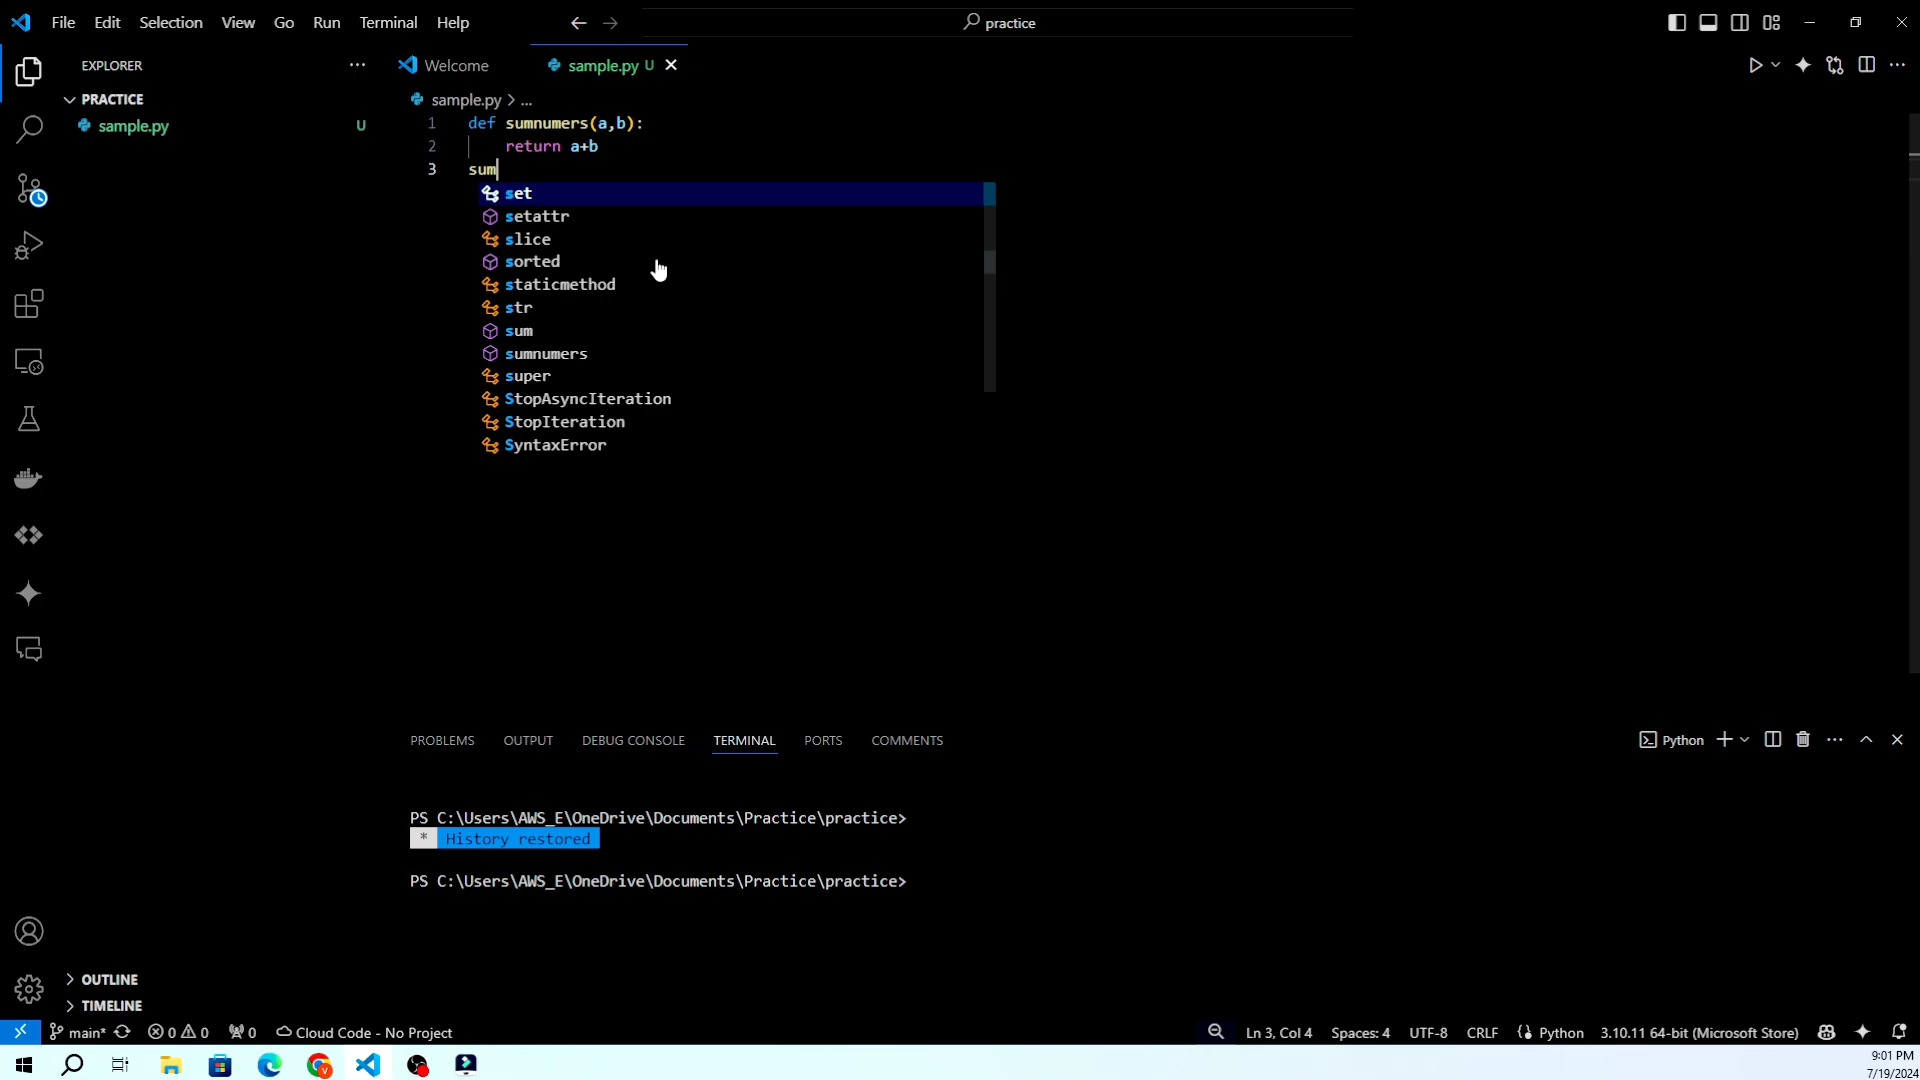 File Edit Selection View Go Run Terminal Help
practice
EXPLORER
Welcome
sample.py U
PRACTICE
sample.py U
sample.py > ...
1 def sumnumers(a,b):
2 return a+b
3 sum
set
setattr
slice
sorted
staticmethod
str
sum
sumnumers
super
StopAsyncIteration
StopIteration
SyntaxError
PROBLEMS OUTPUT DEBUG CONSOLE TERMINAL PORTS COMMENTS
Python
PS C:\Users\AWS_E\OneDrive\Documents\Practice\practice>
* History restored
PS C:\Users\AWS_E\OneDrive\Documents\Practice\practice>
OUTLINE
TIMELINE
main* 0 0 0 Cloud Code - No Project
Ln 3, Col 4 Spaces: 4 UTF-8 CRLF Python 3.10.11 64-bit (Microsoft Store)
9:01 PM
7/19/2024